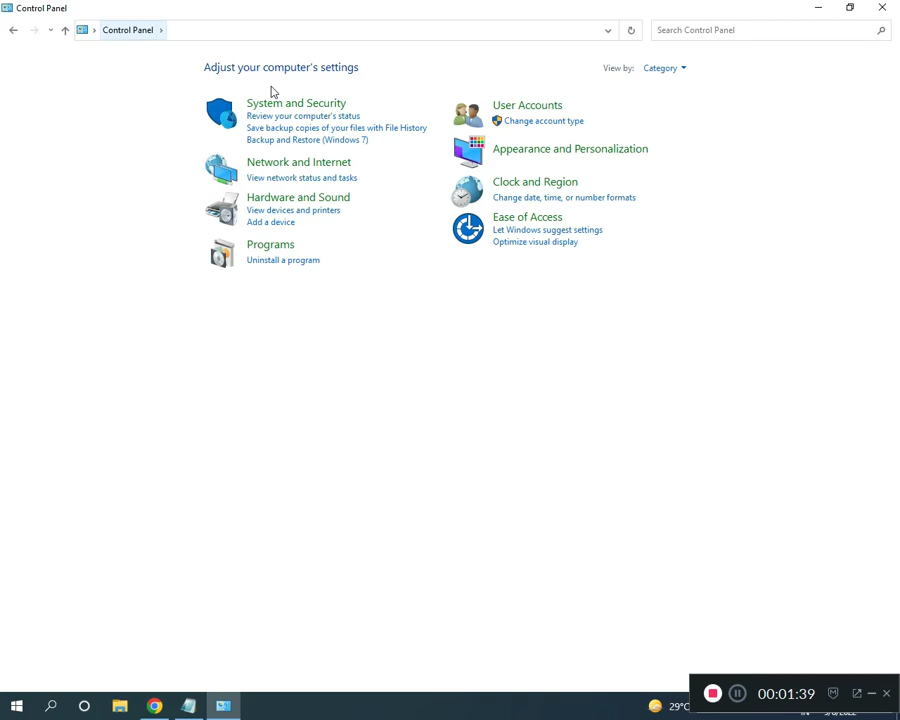 Control Panel
Control Panel
Search Control Panel
Adjust your computer's settings
View by: Category
System and Security
Review your computer's status
Save backup copies of your files with File History
Backup and Restore (Windows 7)
Network and Internet
View network status and tasks
Hardware and Sound
View devices and printers
Add a device
Programs
Uninstall a program
User Accounts
Change account type
Appearance and Personalization
Clock and Region
Change date, time, or number formats
Ease of Access
Let Windows suggest settings
Optimize visual display
00:01:39
29°C